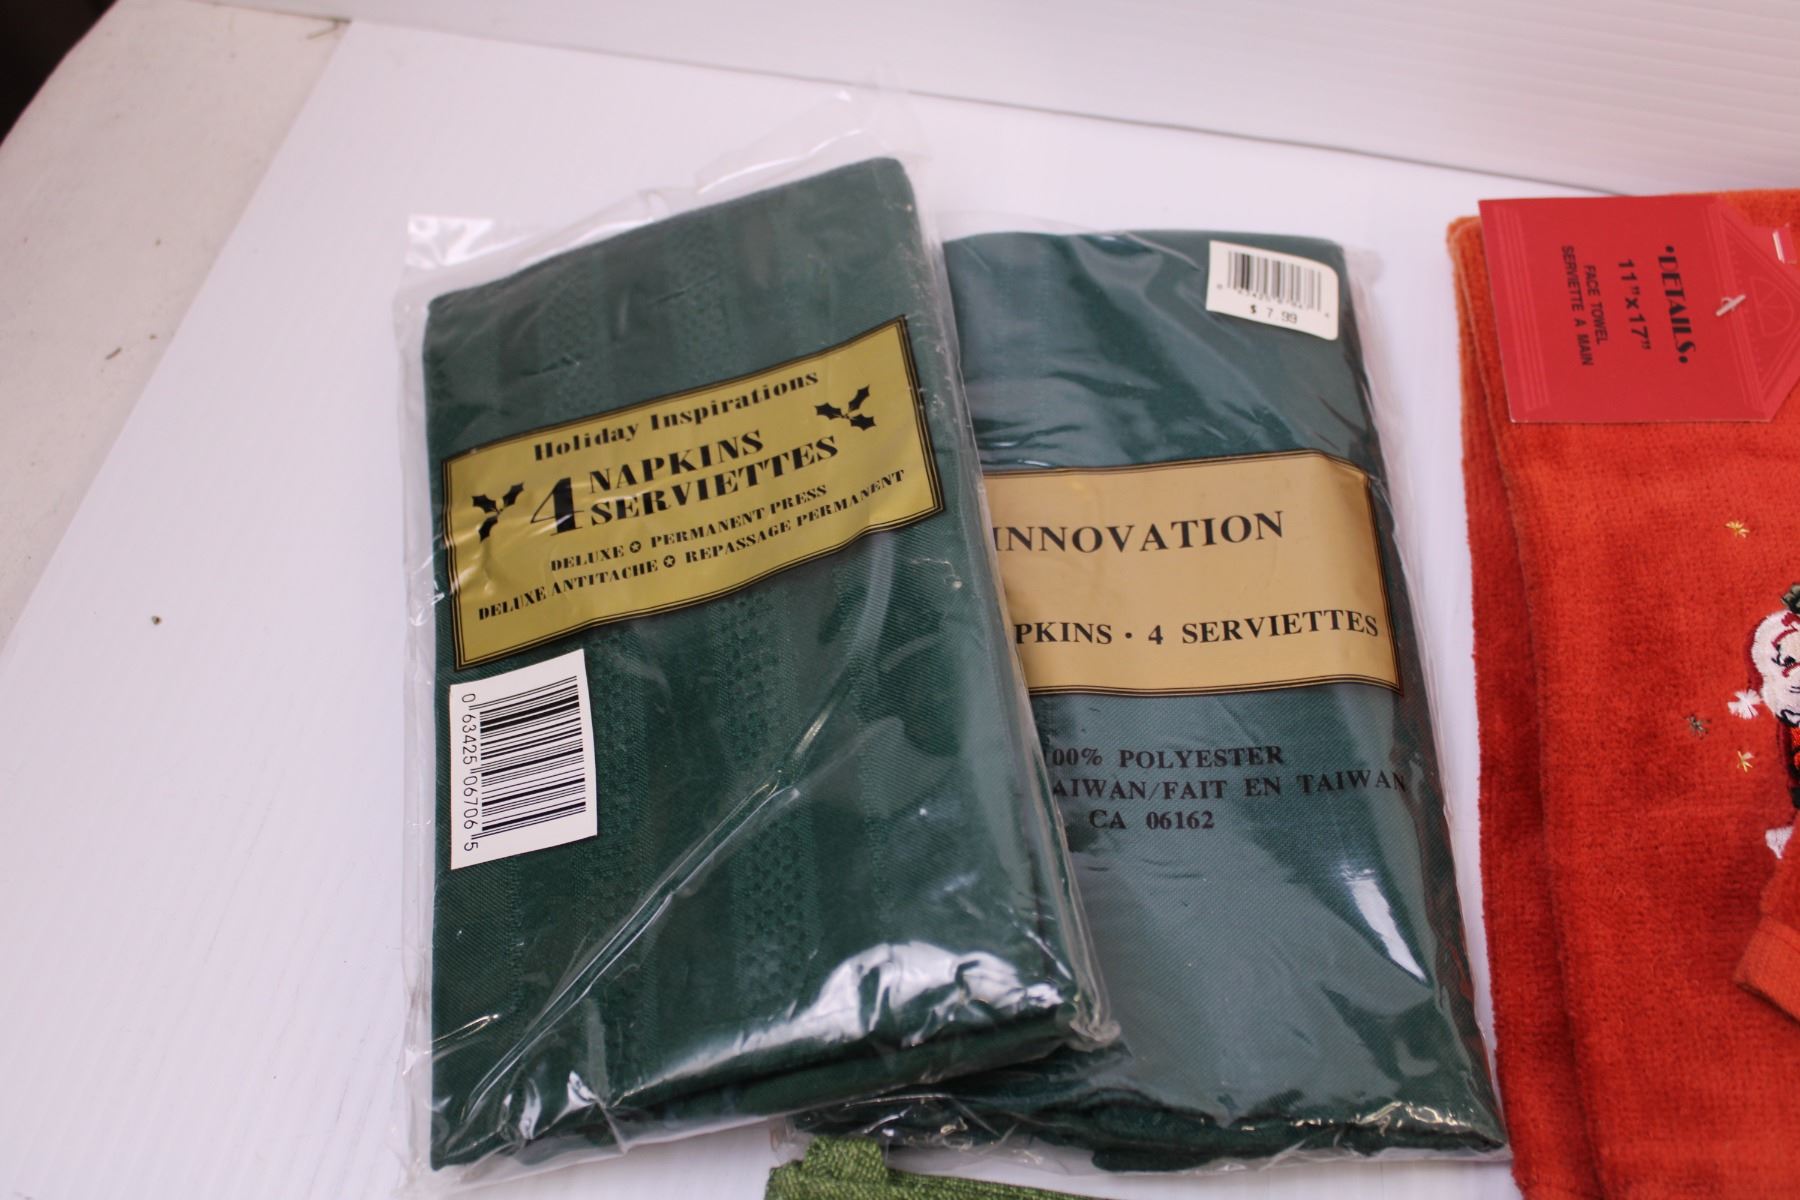 Holiday Inspirations
4 NAPKINS
SERVIETTES
DELUXE ✪ PERMANENT PRESS
DELUXE ANTITACHE ✪ REPASSAGE PERMANENT
0 63425 06706 5
$ 7.99
INNOVATION
PKINS · 4 SERVIETTES
00% POLYESTER
AIWAN/FAIT EN TAIWAN
CA 06162
•DETAILS•
11"x17"
FACE TOWEL
SERVIETTE A MAIN